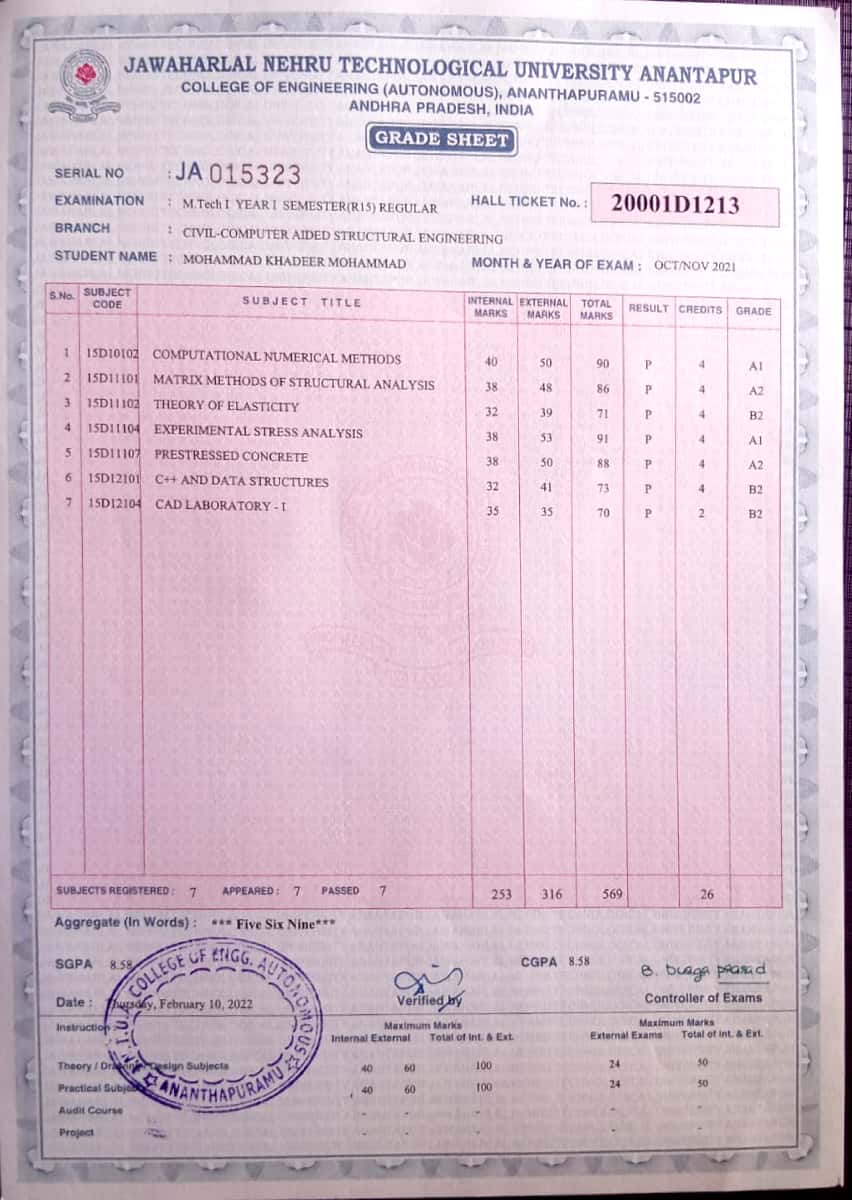 JAWAHARLAL NEHRU TECHNOLOGICAL UNIVERSITY ANANTAPUR
COLLEGE OF ENGINEERING (AUTONOMOUS), ANANTHAPURAMU - 515002
ANDHRA PRADESH, INDIA
GRADE SHEET
SERIAL NO : JA 015323
EXAMINATION : M.Tech I YEAR I SEMESTER(R15) REGULAR HALL TICKET No. : 20001D1213
BRANCH : CIVIL-COMPUTER AIDED STRUCTURAL ENGINEERING
STUDENT NAME : MOHAMMAD KHADEER MOHAMMAD MONTH & YEAR OF EXAM : OCT/NOV 2021
S.No. SUBJECT CODE SUBJECT TITLE INTERNAL MARKS EXTERNAL MARKS TOTAL MARKS RESULT CREDITS GRADE
1 15D10102 COMPUTATIONAL NUMERICAL METHODS 40 50 90 P 4 A1
2 15D11101 MATRIX METHODS OF STRUCTURAL ANALYSIS 38 48 86 P 4 A2
3 15D11102 THEORY OF ELASTICITY 32 39 71 P 4 B2
4 15D11104 EXPERIMENTAL STRESS ANALYSIS 38 53 91 P 4 A1
5 15D11107 PRESTRESSED CONCRETE 38 50 88 P 4 A2
6 15D12101 C++ AND DATA STRUCTURES 32 41 73 P 4 B2
7 15D12104 CAD LABORATORY - I 35 35 70 P 2 B2
SUBJECTS REGISTERED : 7 APPEARED : 7 PASSED 7 253 316 569 26
Aggregate (In Words) : *** Five Six Nine***
SGPA 8.58 CGPA 8.58
B. Durga Prasad
Date : Thursday, February 10, 2022 Verified by Controller of Exams
J.N.T.U.A. COLLEGE OF ENGG. AUTONOMOUS
ANANTHAPURAMU
Instruction : Maximum Marks Maximum Marks
Internal External Total of Int. & Ext. External Exams Total of Int. & Ext.
Theory / Drawing/Design Subjects 40 60 100 24 50
Practical Subjects 40 60 100 24 50
Audit Course - - - - -
Project - - - - -